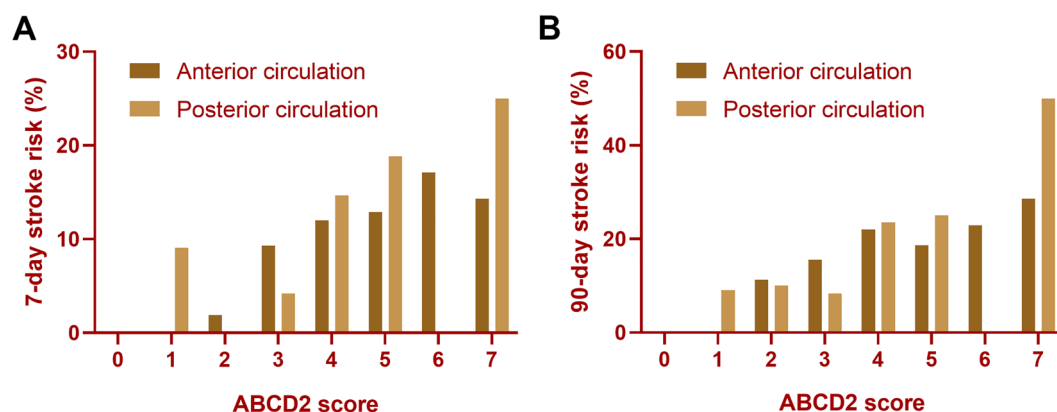 A
7-day stroke risk (%)
30
20
10
0
Anterior circulation
Posterior circulation
0 1 2 3 4 5 6 7
ABCD2 score
B
90-day stroke risk (%)
60
40
20
0
Anterior circulation
Posterior circulation
0 1 2 3 4 5 6 7
ABCD2 score